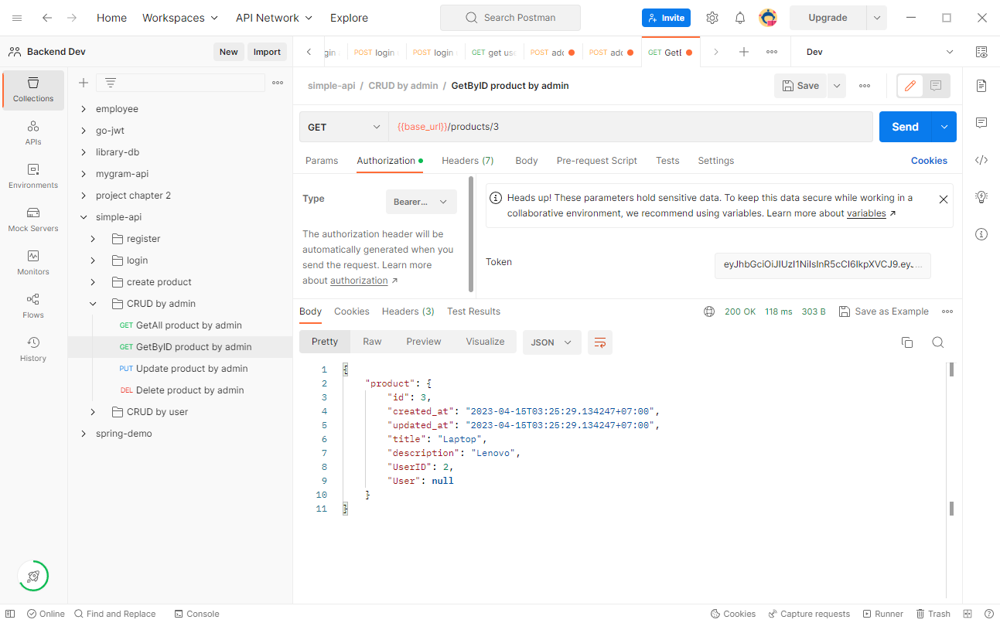 Home Workspaces API Network Explore Search Postman Invite Upgrade
Backend Dev New Import
gin POST login POST login GET get use POST add POST add GET GetB Dev
Collections
APIs
Environments
Mock Servers
Monitors
Flows
History
employee
go-jwt
library-db
mygram-api
project chapter 2
simple-api
register
login
create product
CRUD by admin
GET GetAll product by admin
GET GetByID product by admin
PUT Update product by admin
DEL Delete product by admin
CRUD by user
spring-demo
simple-api / CRUD by admin / GetByID product by admin Save
GET {{base_url}}/products/3 Send
Params Authorization Headers (7) Body Pre-request Script Tests Settings Cookies
Type Bearer...
The authorization header will be
automatically generated when you
send the request. Learn more
about authorization ↗
Heads up! These parameters hold sensitive data. To keep this data secure while working in a
collaborative environment, we recommend using variables. Learn more about variables ↗
Token
Body Cookies Headers (3) Test Results 200 OK 118 ms 303 B Save as Example
Pretty Raw Preview Visualize JSON
1 {
2 "product": {
3 "id": 3,
4 "created_at": "2023-04-15T03:25:29.134247+07:00",
5 "updated_at": "2023-04-15T03:25:29.134247+07:00",
6 "title": "Laptop",
7 "description": "Lenovo",
8 "UserID": 2,
9 "User": null
10 }
11 }
Online Find and Replace Console Cookies Capture requests Runner Trash